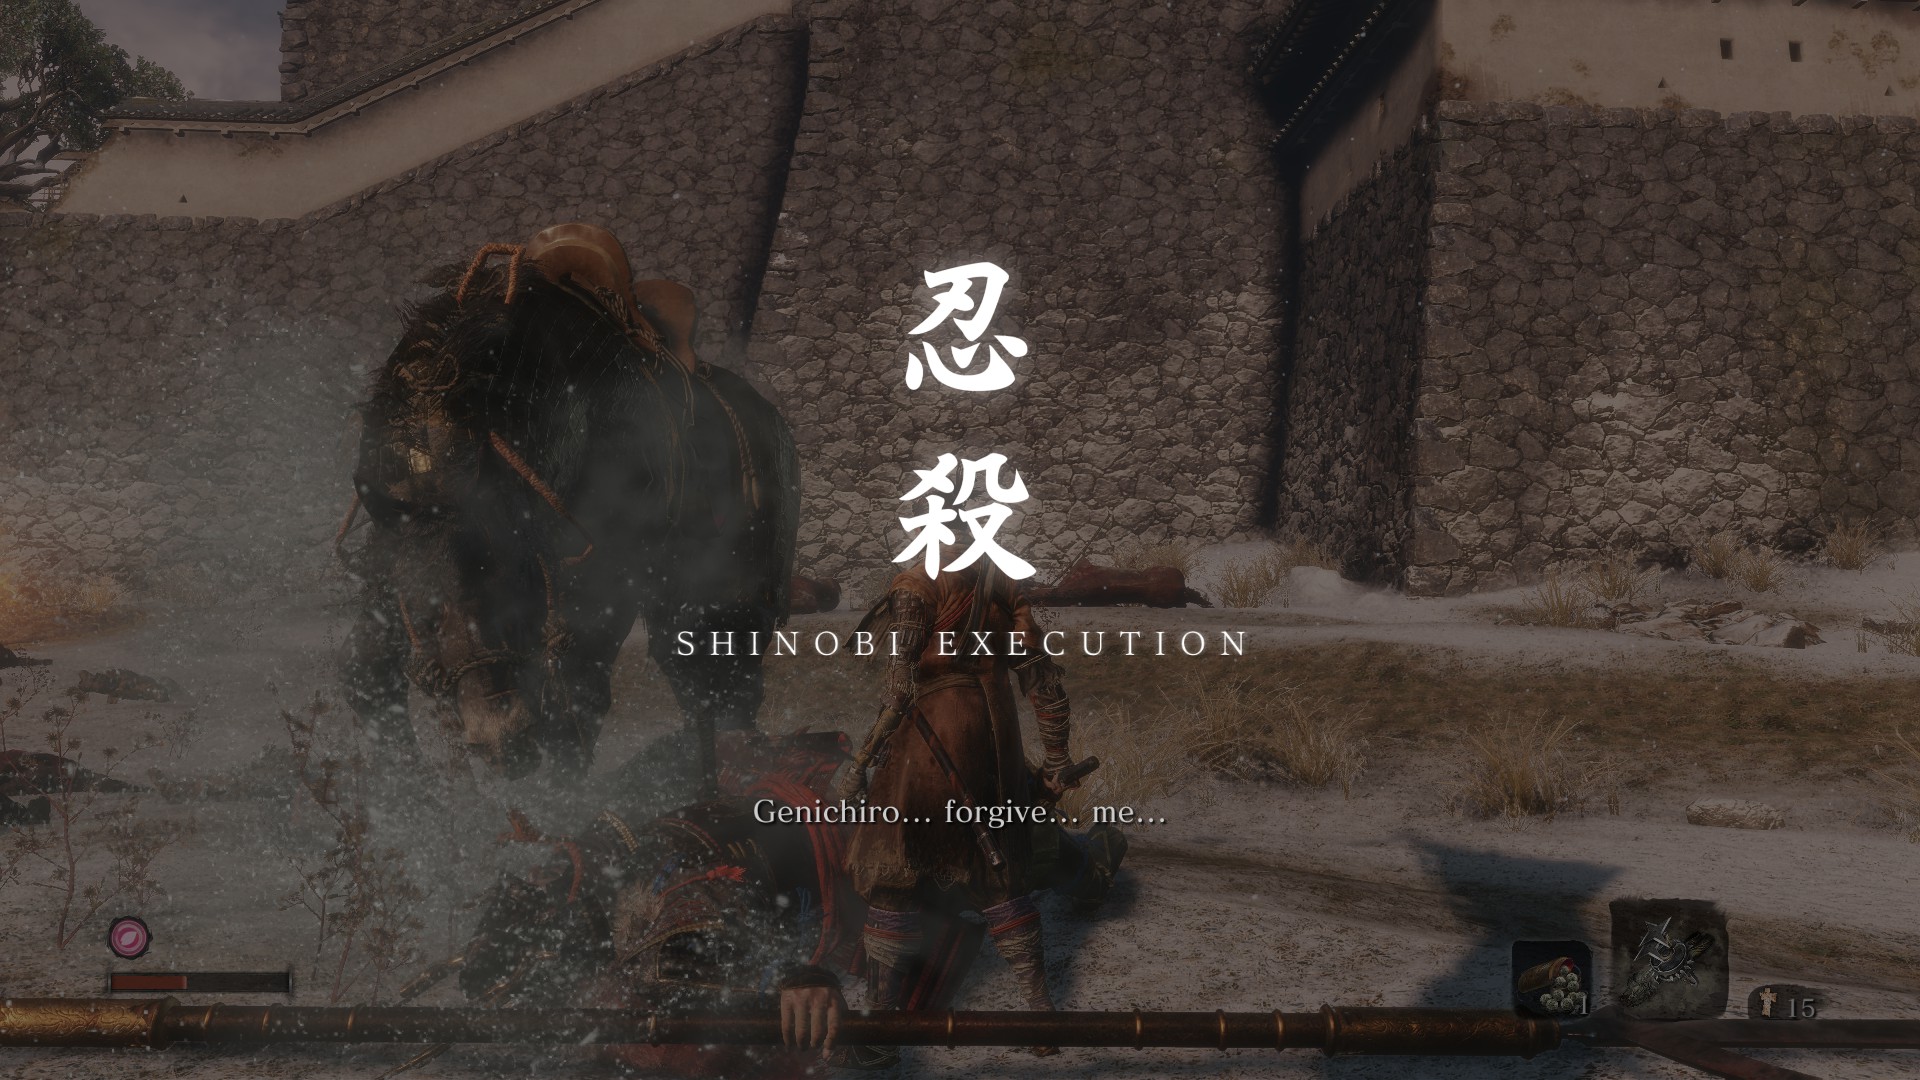 忍
殺
SHINOBI EXECUTION
Genichiro... forgive... me...
1
15